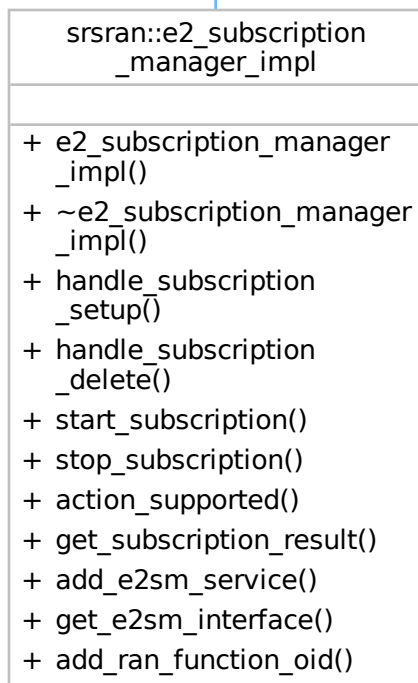 srsran::e2_subscription
_manager_impl
+ e2_subscription_manager
_impl()
+ ~e2_subscription_manager
_impl()
+ handle_subscription
_setup()
+ handle_subscription
_delete()
+ start_subscription()
+ stop_subscription()
+ action_supported()
+ get_subscription_result()
+ add_e2sm_service()
+ get_e2sm_interface()
+ add_ran_function_oid()